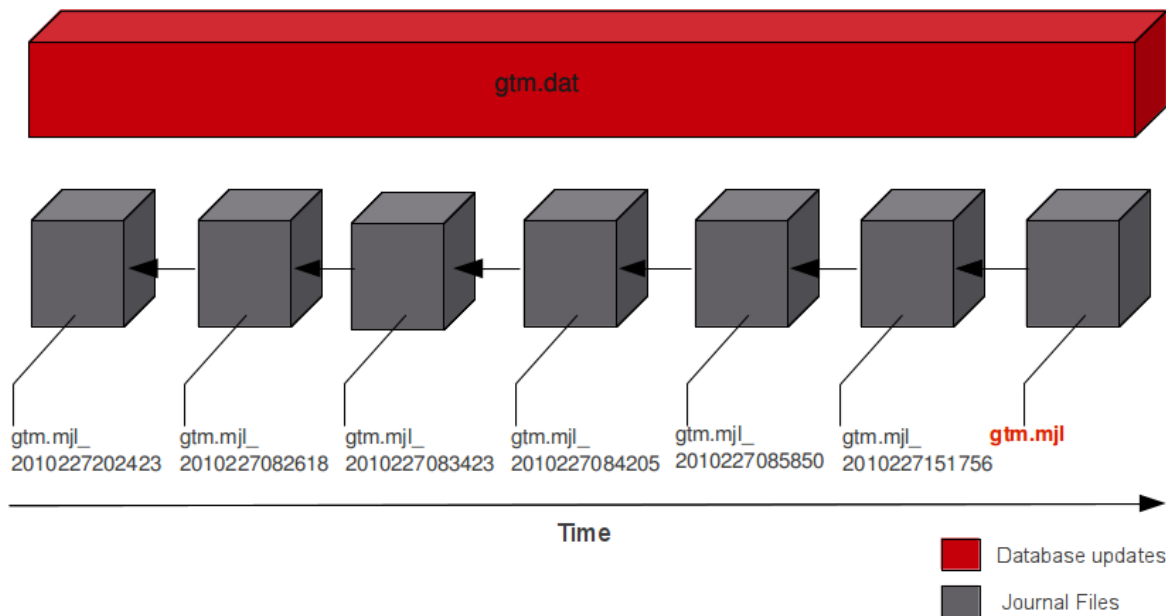 gtm.dat
gtm.mjl_
2010227202423
gtm.mjl_
2010227082618
gtm.mjl_
2010227083423
gtm.mjl_
2010227084205
gtm.mjl_
2010227085850
gtm.mjl_
2010227151756
gtm.mjl
Time
Database updates
Journal Files